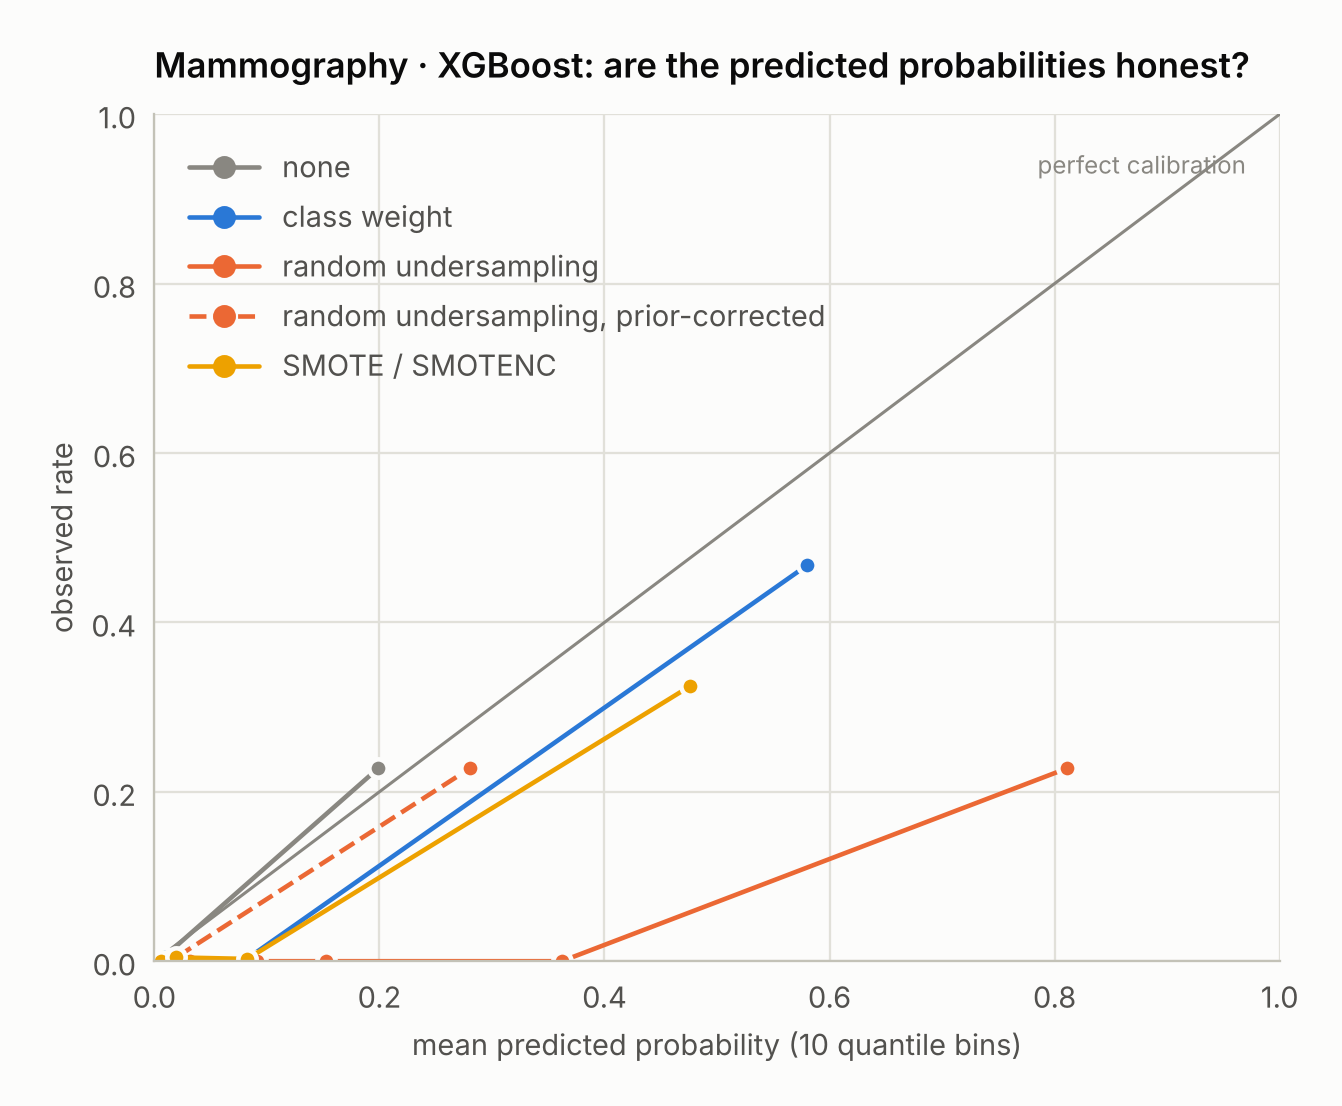 Mammography · XGBoost: are the predicted probabilities honest?
1.0
perfect calibration
none
class weight
random undersampling
0.8
random undersampling, prior-corrected
SMOTE / SMOTENC
0.6
observed rate
0.4
0.2
0.0
0.0 0.2 0.4 0.6 0.8 1.0
mean predicted probability (10 quantile bins)